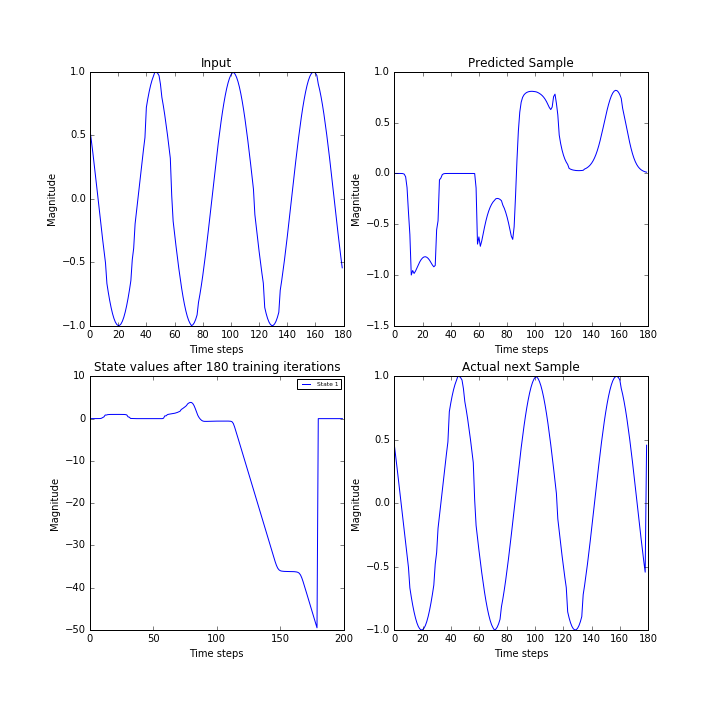 Input
Magnitude
1.0
0.5
0.0
−0.5
−1.0
0 20 40 60 80 100 120 140 160 180
Time steps
Predicted Sample
Magnitude
1.0
0.5
0.0
−0.5
−1.0
−1.5
0 20 40 60 80 100 120 140 160 180
Time steps
State values after 180 training iterations
State 1
Magnitude
10
0
−10
−20
−30
−40
−50
0 50 100 150 200
Time steps
Actual next Sample
Magnitude
1.0
0.5
0.0
−0.5
−1.0
0 20 40 60 80 100 120 140 160 180
Time steps